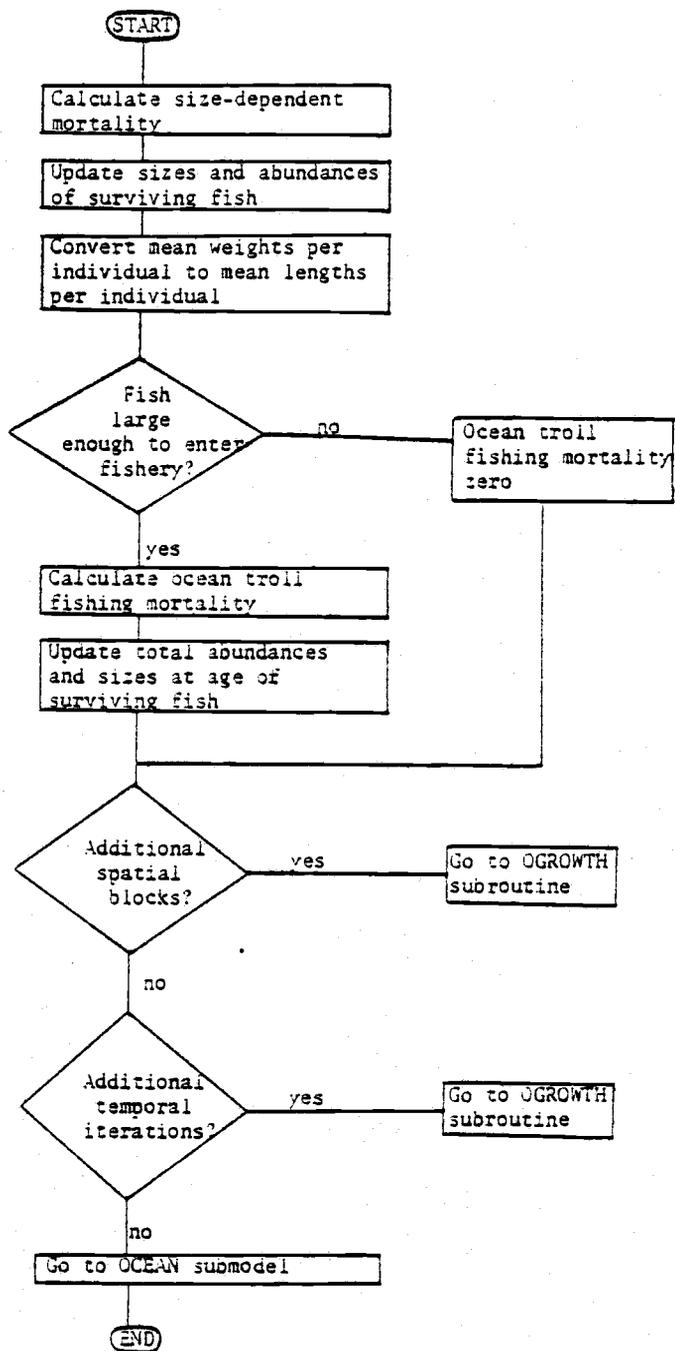 START
Calculate size-dependent
mortality
Update sizes and abundances
of surviving fish
Convert mean weights per
individual to mean lengths
per individual
Fish
large
enough to enter
fishery?
no
Ocean troll
fishing mortality
zero
yes
Calculate ocean troll
fishing mortality
Update total abundances
and sizes at age of
surviving fish
Additional
spatial
blocks?
yes
Go to OGROWTH
subroutine
no
Additional
temporal
iterations?
yes
Go to OGROWTH
subroutine
no
Go to OCEAN submodel
END